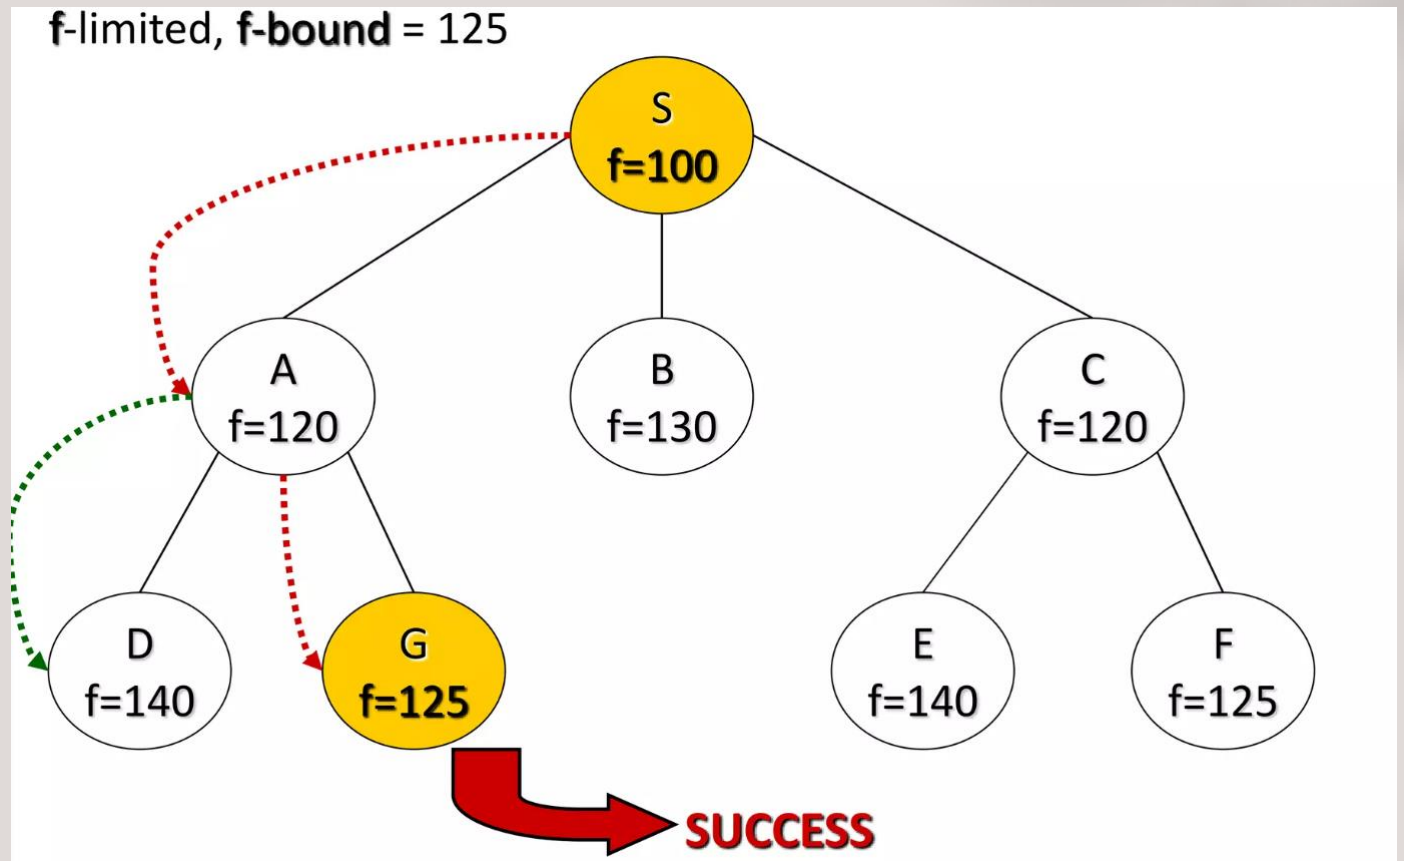 f-limited, f-bound = 125
S
f=100
A
f=120
B
f=130
C
f=120
D
f=140
G
f=125
E
f=140
F
f=125
SUCCESS